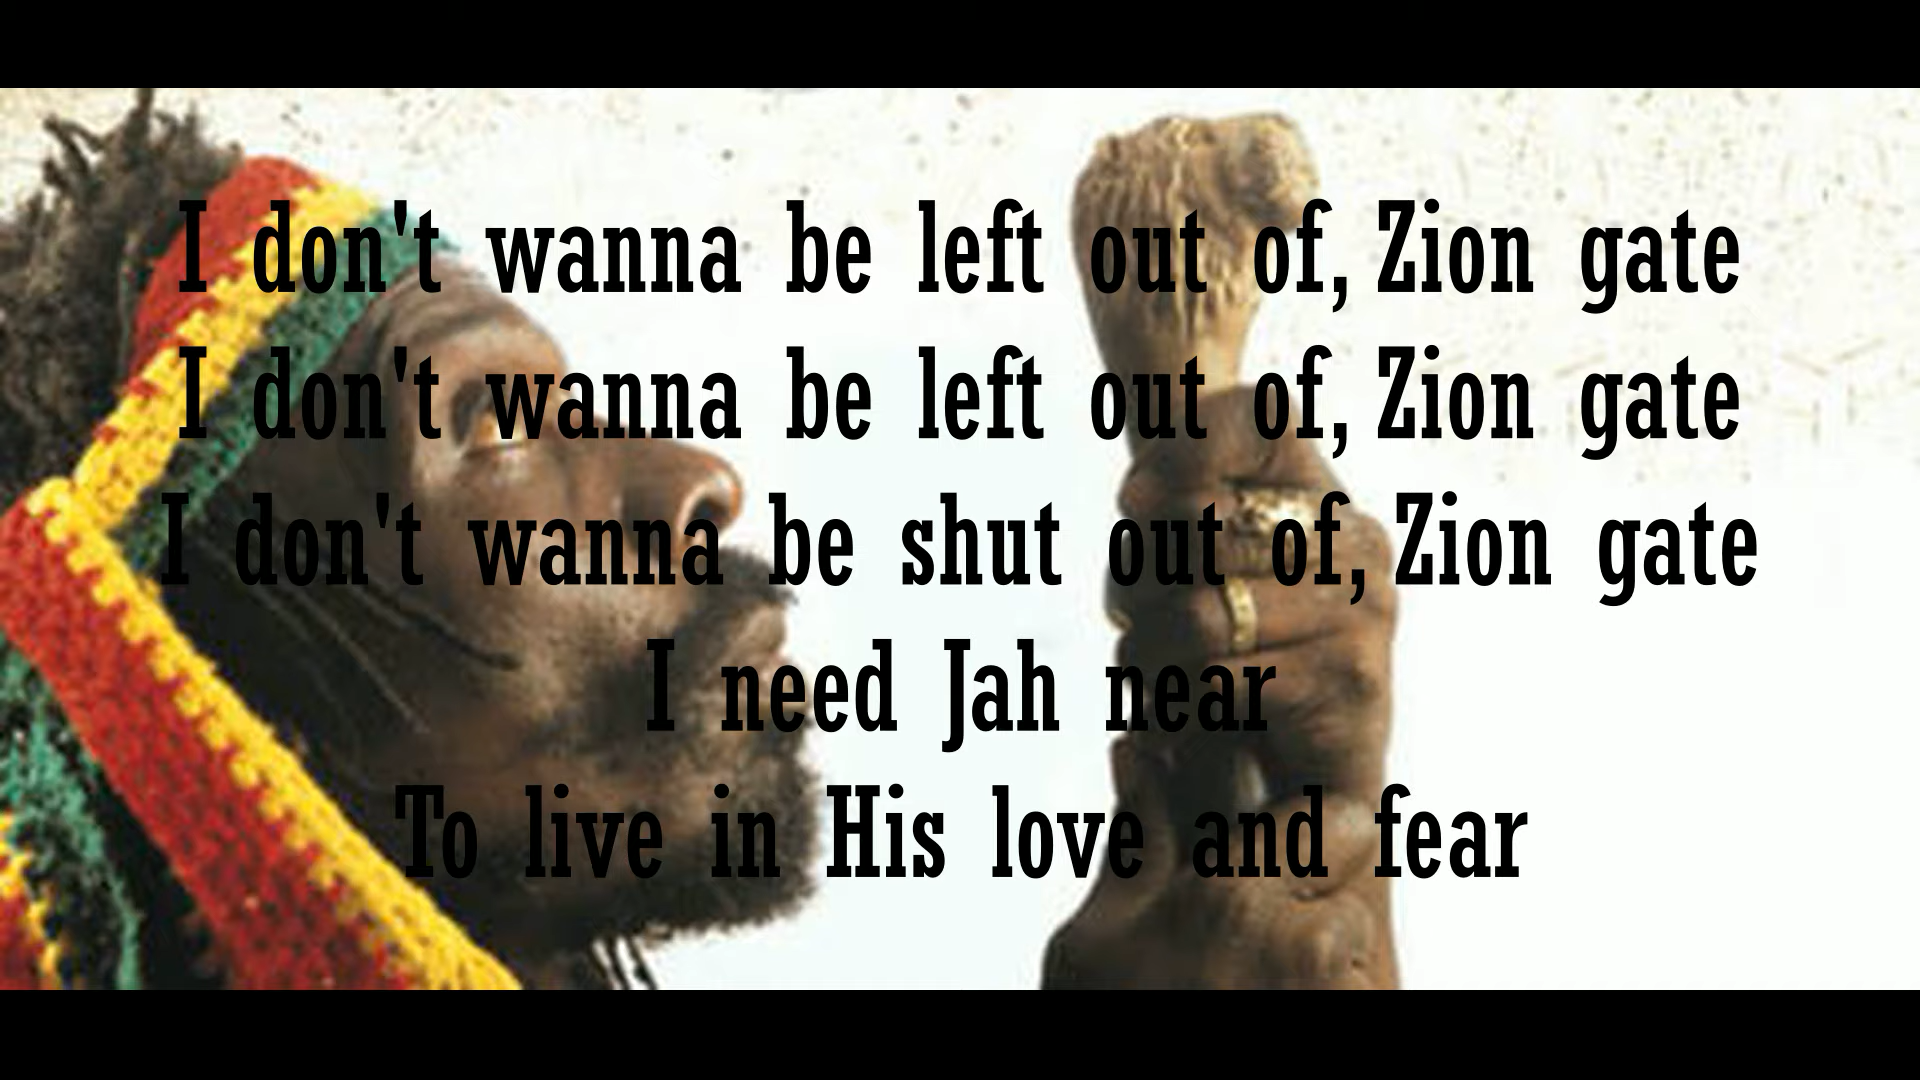 I don't wanna be left out of, Zion gate
I don't wanna be left out of, Zion gate
I don't wanna be shut out of, Zion gate
I need Jah near
To live in His love and fear